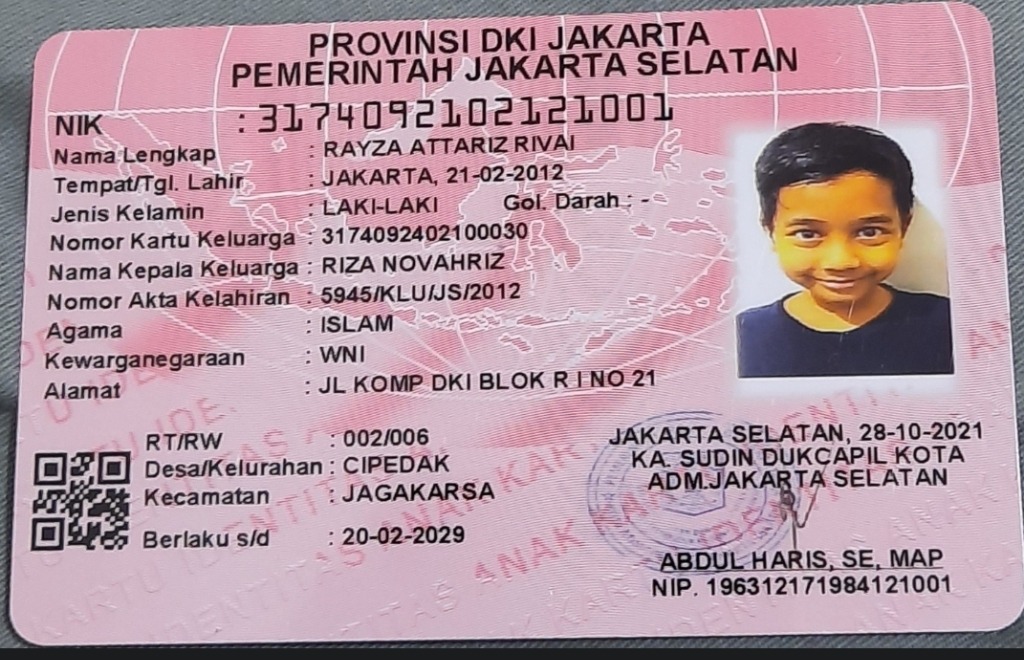 PROVINSI DKI JAKARTA
PEMERINTAH JAKARTA SELATAN
NIK : 3174092102121001
Nama Lengkap : RAYZA ATTARIZ RIVAI
Tempat/Tgl. Lahir : JAKARTA, 21-02-2012
Jenis Kelamin : LAKI-LAKI Gol. Darah : -
Nomor Kartu Keluarga : 3174092402100030
Nama Kepala Keluarga : RIZA NOVAHRIZ
Nomor Akta Kelahiran : 5945/KLU/JS/2012
Agama : ISLAM
Kewarganegaraan : WNI
Alamat : JL KOMP DKI BLOK R I NO 21
RT/RW : 002/006
Desa/Kelurahan : CIPEDAK
Kecamatan : JAGAKARSA
Berlaku s/d : 20-02-2029
JAKARTA SELATAN, 28-10-2021
KA. SUDIN DUKCAPIL KOTA
ADM.JAKARTA SELATAN
ABDUL HARIS, SE, MAP
NIP. 196312171984121001